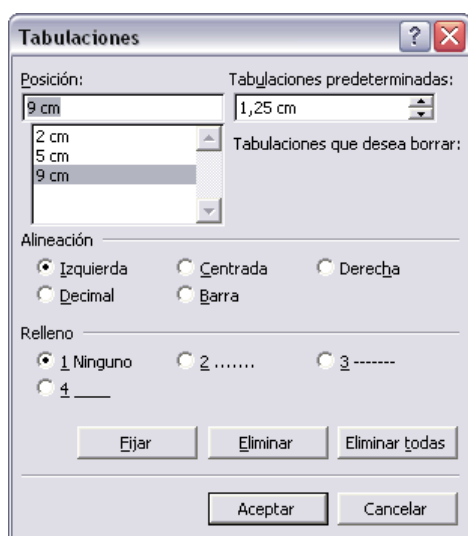 Tabulaciones
?
Posición:
Tabulaciones predeterminadas:
9 cm
1,25 cm
2 cm
5 cm
9 cm
Tabulaciones que desea borrar:
Alineación
Izquierda
Centrada
Derecha
Decimal
Barra
Relleno
1 Ninguno
2 .......
3 -------
4 ____
Fijar
Eliminar
Eliminar todas
Aceptar
Cancelar